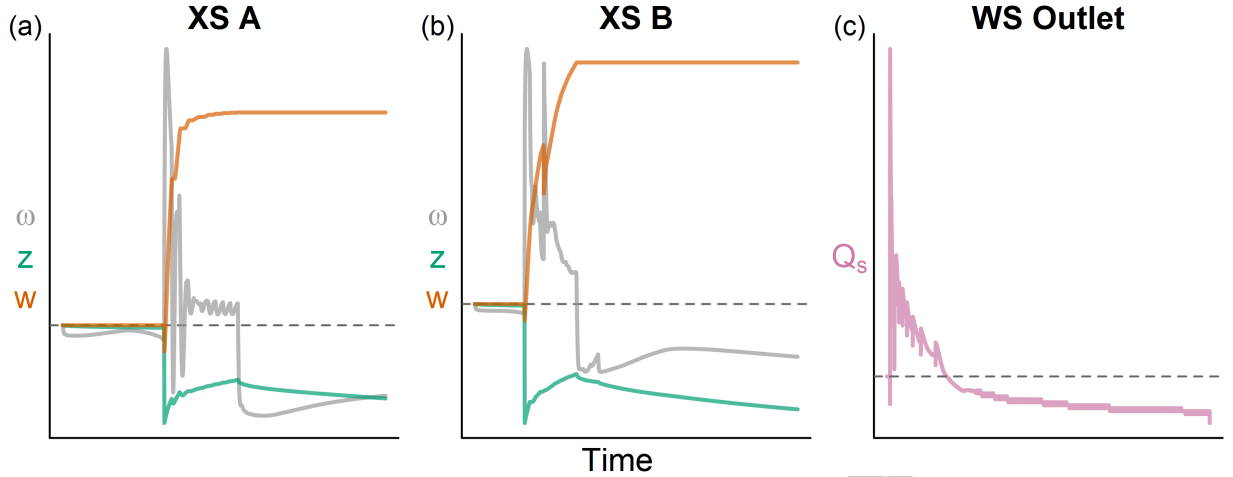 (a) XS A
(b) XS B
(c) WS Outlet
ω
z
w
ω
z
w
Qs
Time